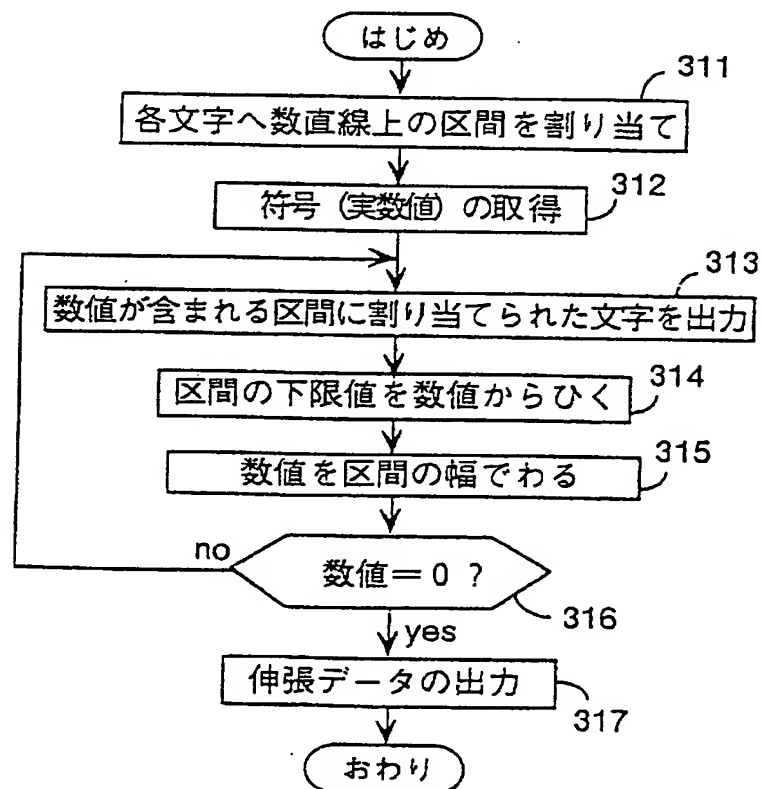 はじめ
311
各文字へ数直線上の区間を割り当て
312
符号(実数値)の取得
313
数値が含まれる区間に割り当てられた文字を出力
314
区間の下限値を数値からひく
315
数値を区間の幅でわる
no
数値=0?
316
yes
伸張データの出力
317
おわり